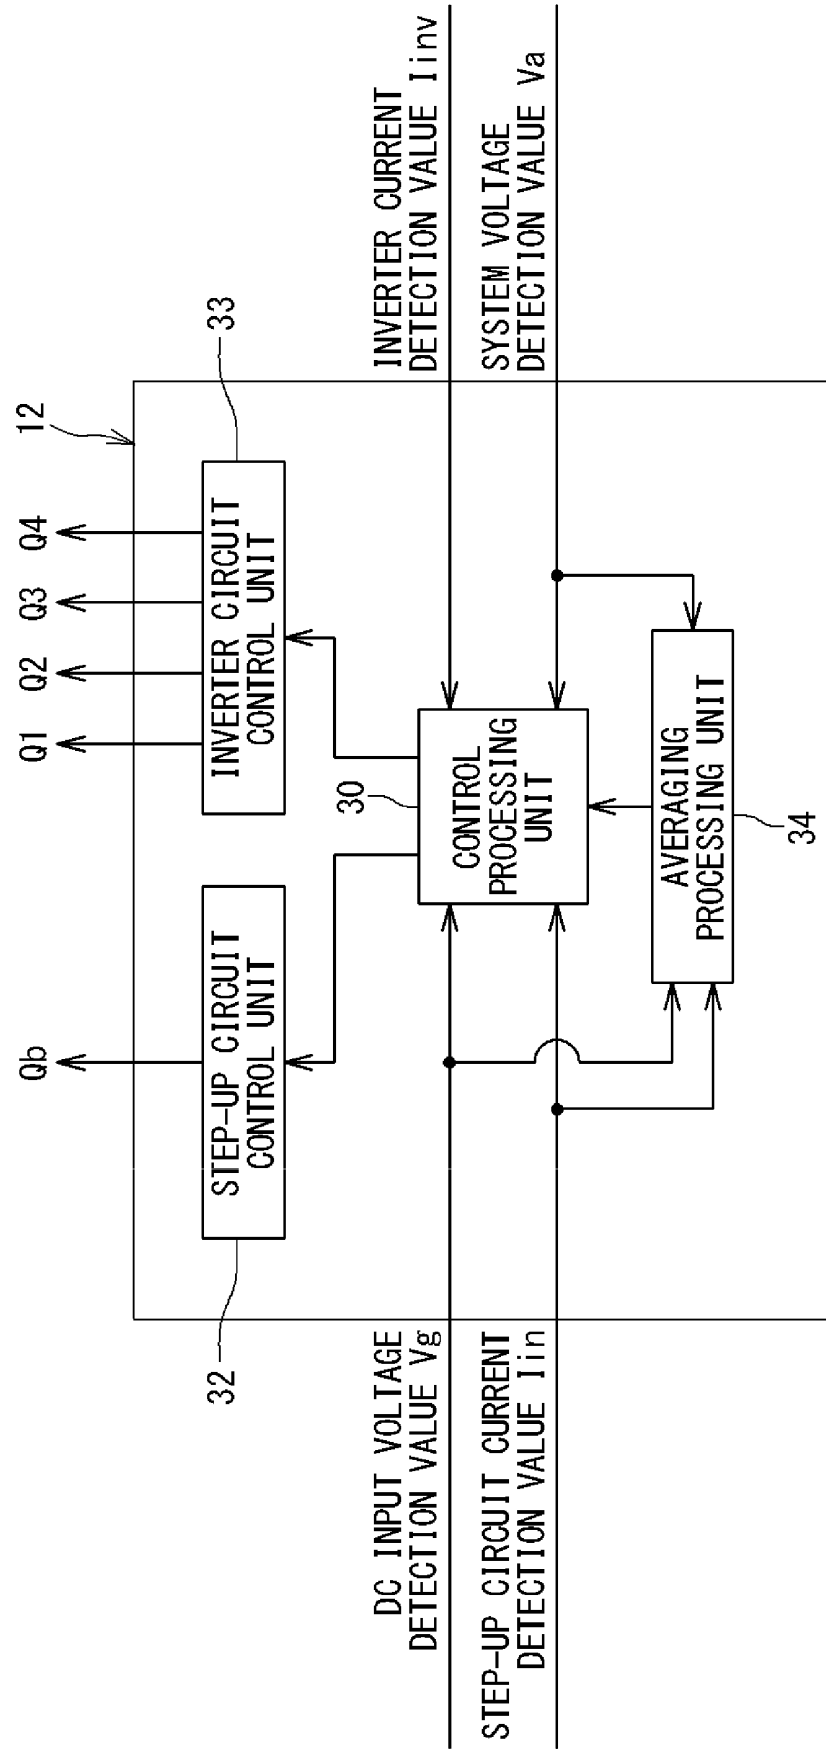 Qb
Q1
Q2
Q3
Q4
12
STEP-UP CIRCUIT
CONTROL UNIT
32
INVERTER CIRCUIT
CONTROL UNIT
33
DC INPUT VOLTAGE
DETECTION VALUE Vg
30
CONTROL
PROCESSING
UNIT
INVERTER CURRENT
DETECTION VALUE Iinv
STEP-UP CIRCUIT CURRENT
DETECTION VALUE Iin
SYSTEM VOLTAGE
DETECTION VALUE Va
AVERAGING
PROCESSING UNIT
34